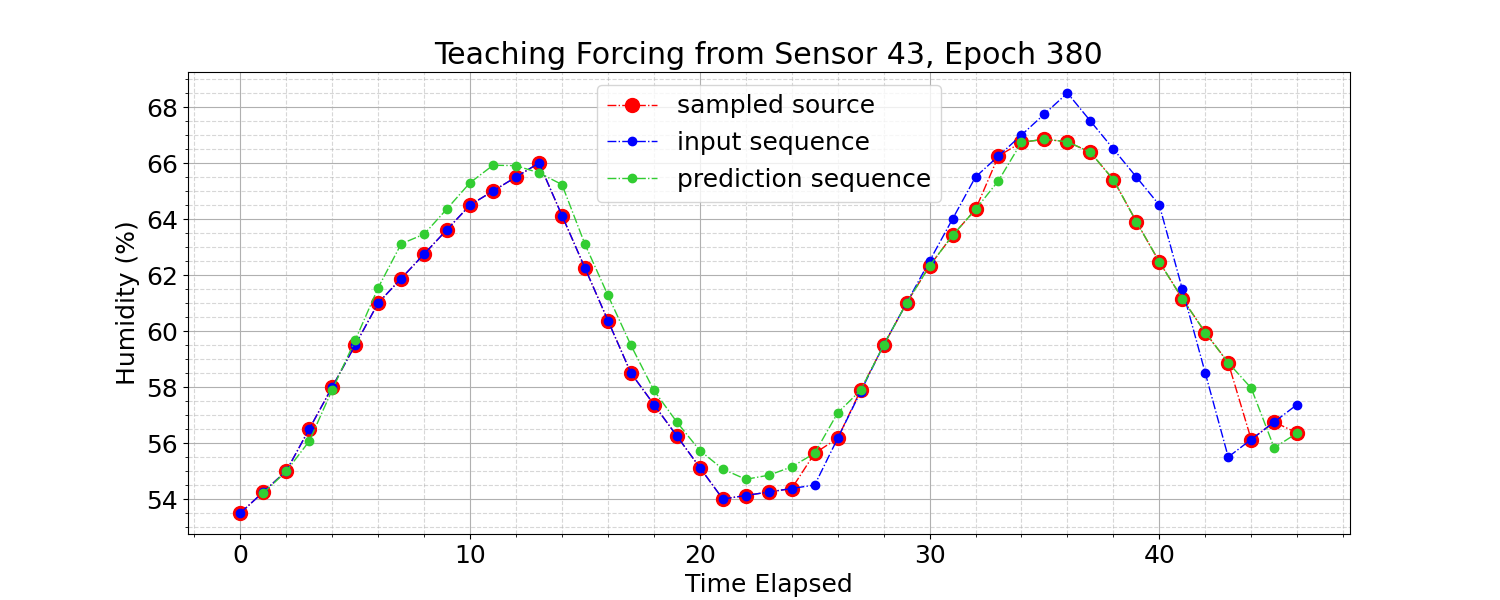 Teaching Forcing from Sensor 43, Epoch 380
sampled source
input sequence
prediction sequence
Humidity (%)
68
66
64
62
60
58
56
54
0 10 20 30 40
Time Elapsed